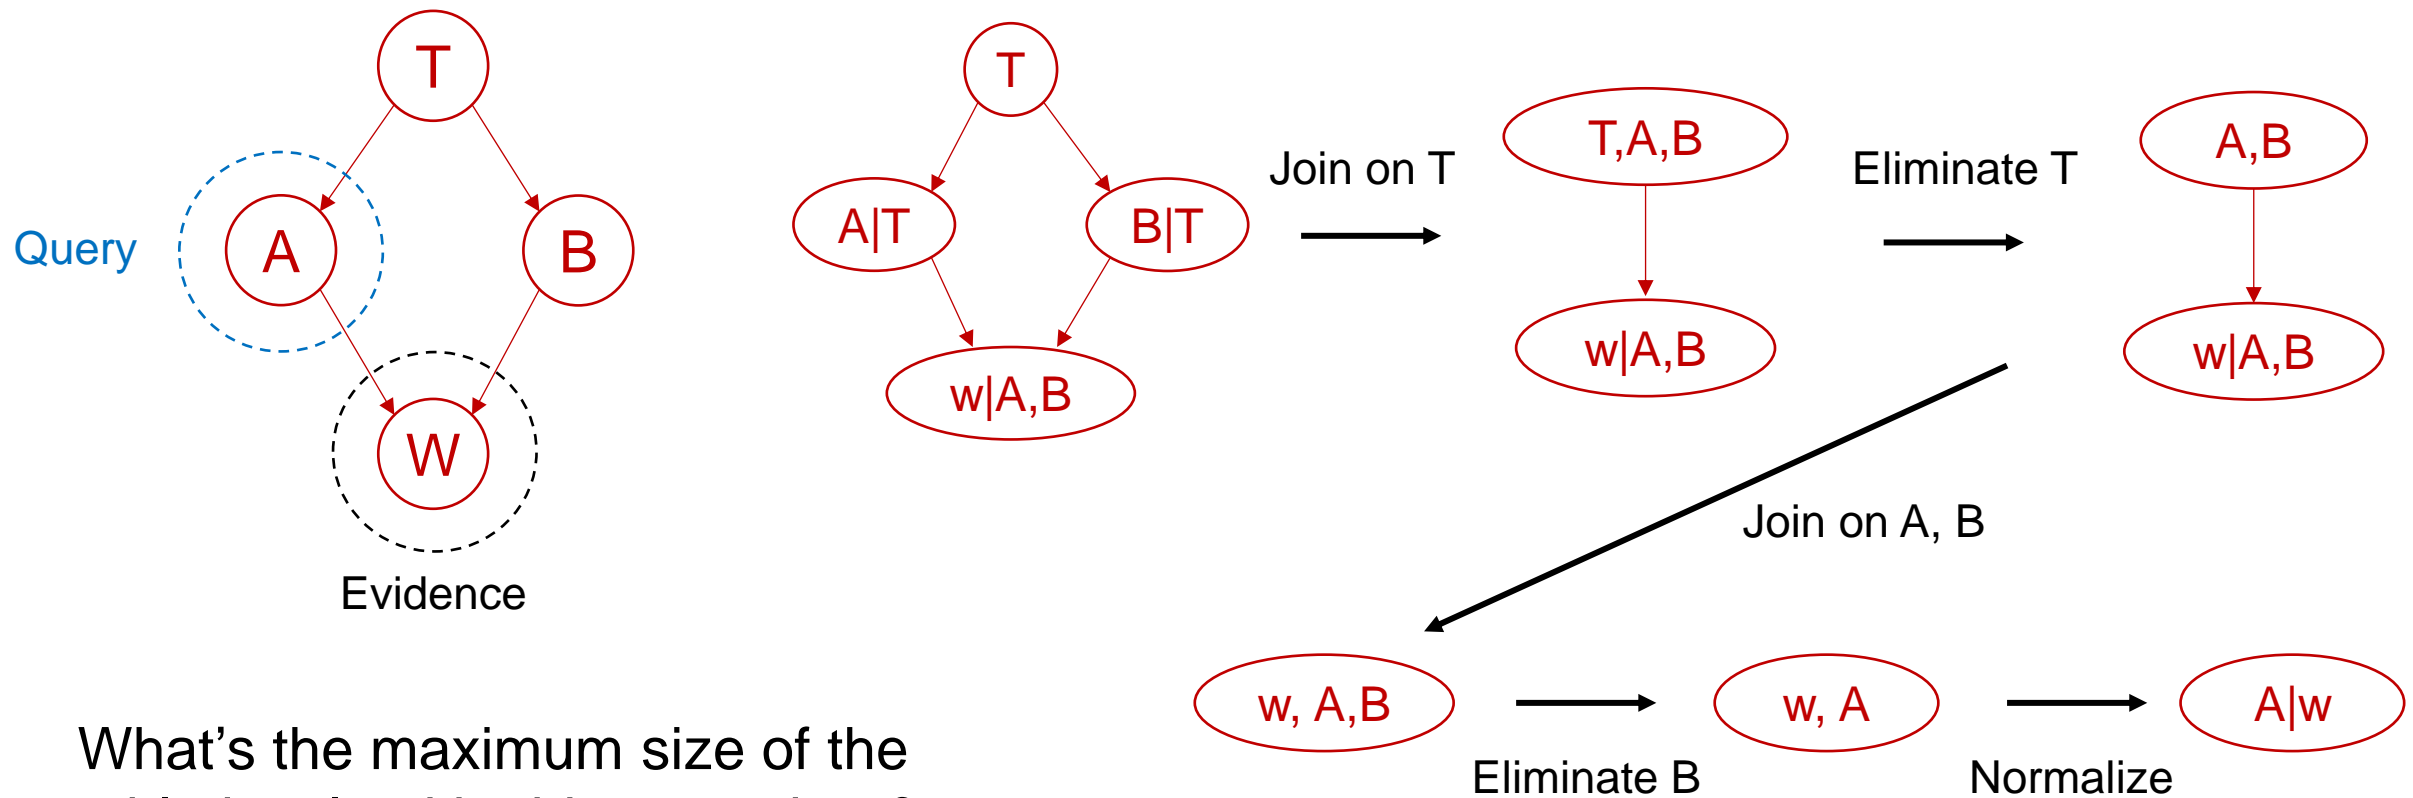 T
A
B
W
Query
Evidence
T
A|T
B|T
w|A,B
Join on T
T,A,B
w|A,B
Eliminate T
A,B
w|A,B
Join on A, B
w, A,B
Eliminate B
w, A
Normalize
A|w
What's the maximum size of the